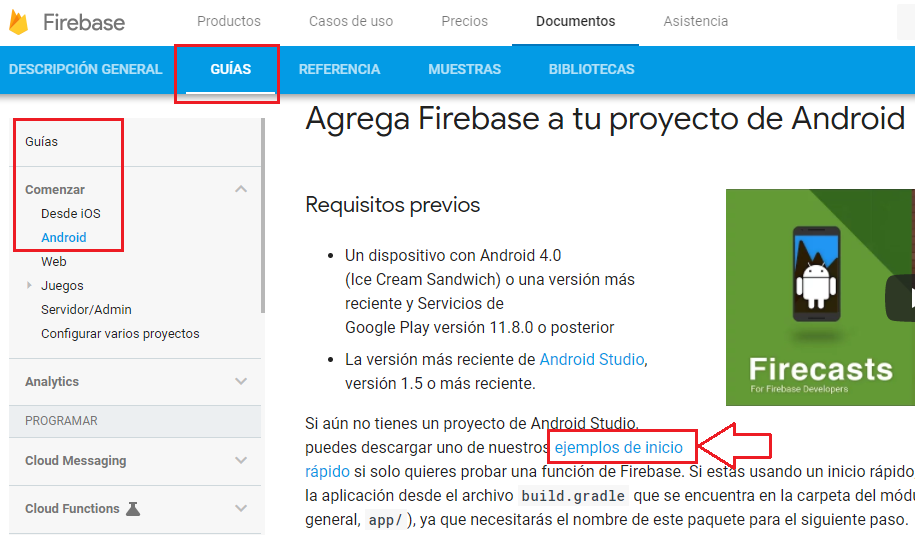 Firebase
Productos
Casos de uso
Precios
Documentos
Asistencia
DESCRIPCIÓN GENERAL
GUÍAS
REFERENCIA
MUESTRAS
BIBLIOTECAS
Guías
Comenzar
Desde iOS
Android
Web
Juegos
Servidor/Admin
Configurar varios proyectos
Analytics
PROGRAMAR
Cloud Messaging
Cloud Functions
Agrega Firebase a tu proyecto de Android
Requisitos previos
• Un dispositivo con Android 4.0
(Ice Cream Sandwich) o una versión más
reciente y Servicios de
Google Play versión 11.8.0 o posterior
• La versión más reciente de Android Studio,
versión 1.5 o más reciente.
Firecasts
For Firebase Developers
Si aún no tienes un proyecto de Android Studio,
puedes descargar uno de nuestros ejemplos de inicio
rápido si solo quieres probar una función de Firebase. Si estás usando un inicio rápido,
la aplicación desde el archivo build.gradle que se encuentra en la carpeta del módu
general, app/ ), ya que necesitarás el nombre de este paquete para el siguiente paso.